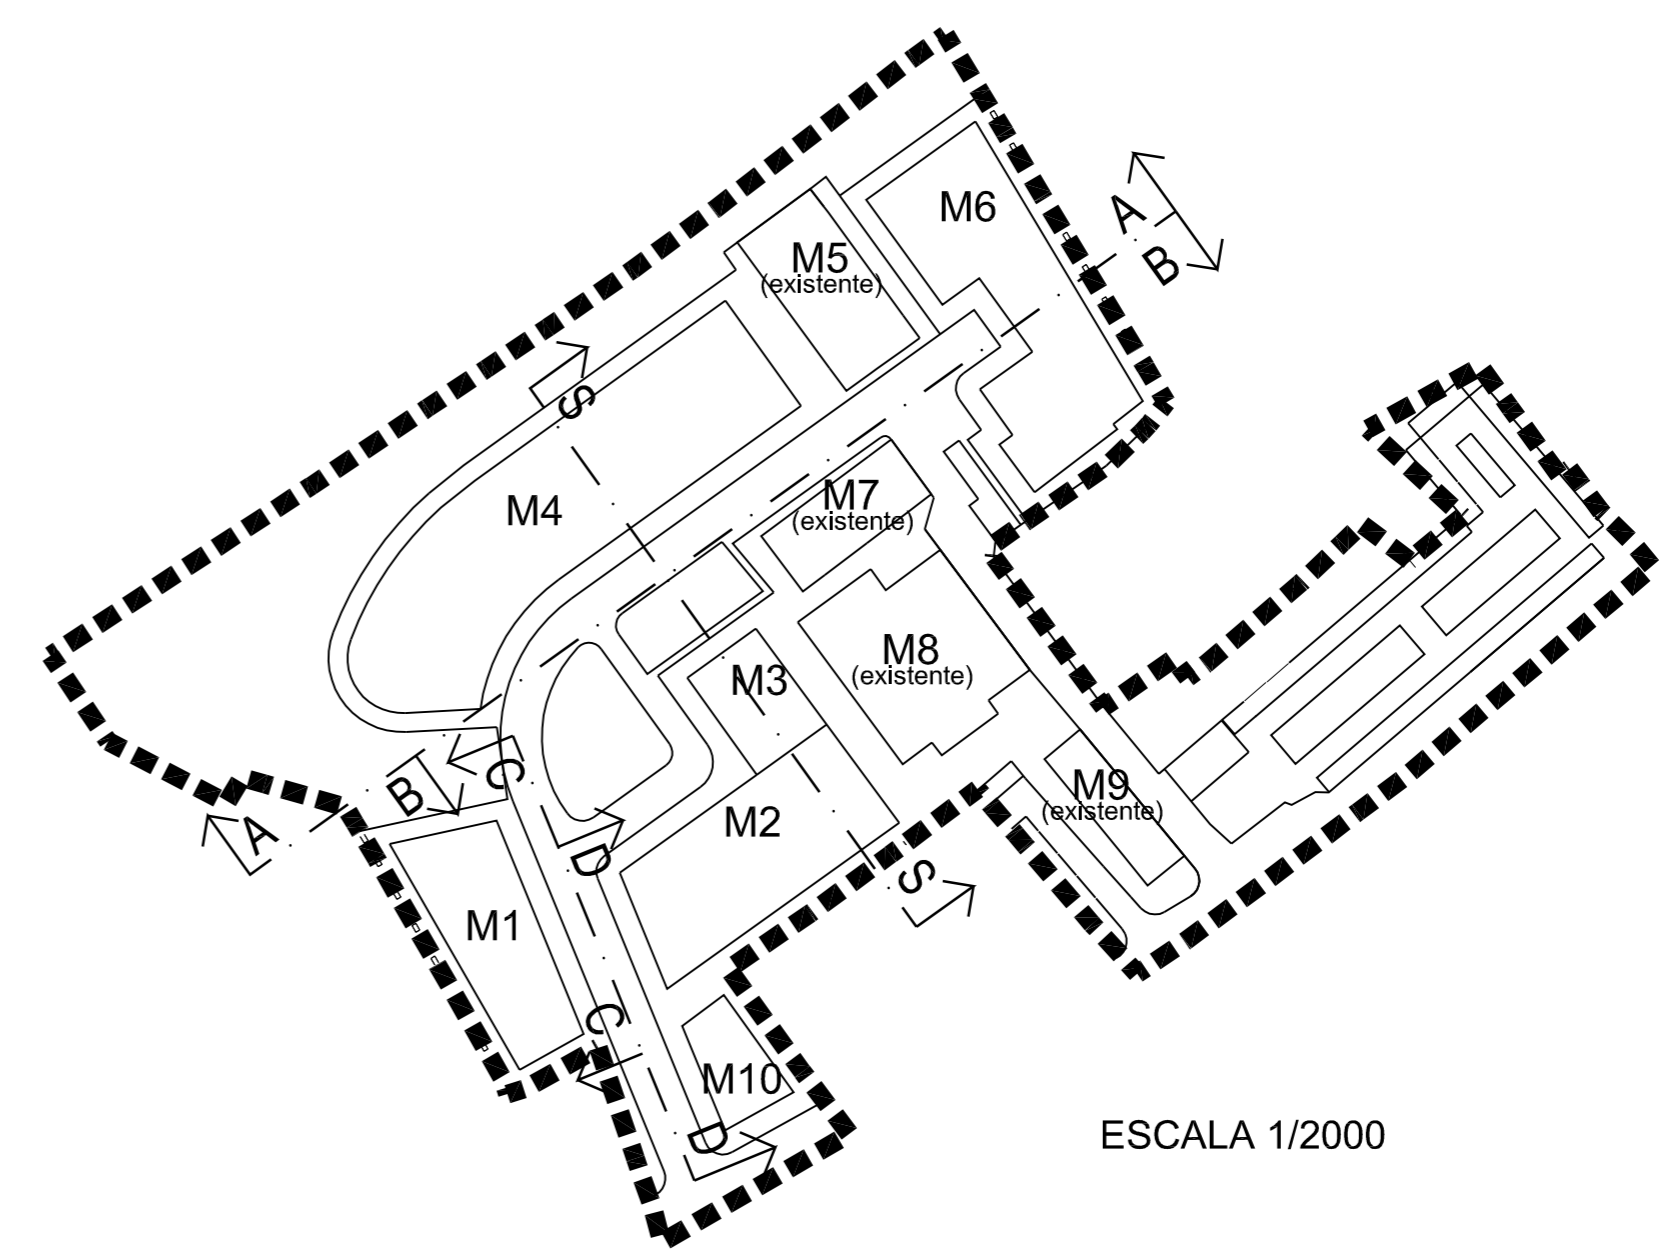 M6
A
M5
(existente)
B
S
M7
(existente)
M4
M8
(existente)
M3
C
B
M9
(existente)
A
M2
D
S
M1
C
M10
D
ESCALA 1/2000